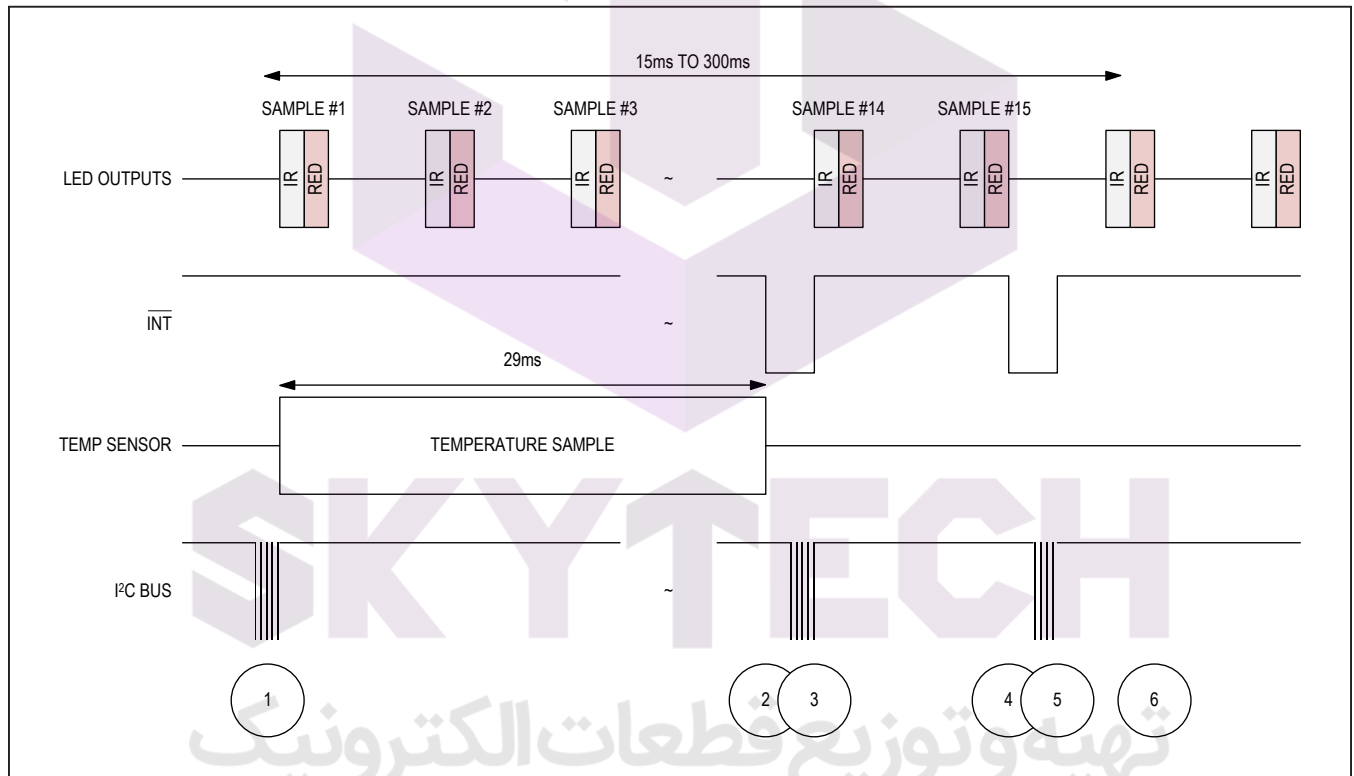 15ms TO 300ms
SAMPLE #1 SAMPLE #2 SAMPLE #3 SAMPLE #14 SAMPLE #15
LED OUTPUTS IR RED IR RED IR RED ~ IR RED IR RED IR RED IR RED
INT ~
29ms
TEMP SENSOR TEMPERATURE SAMPLE
SKYTECH
I²C BUS ~
1 2 3 4 5 6
تهیه و توزیع قطعات الکترونیک